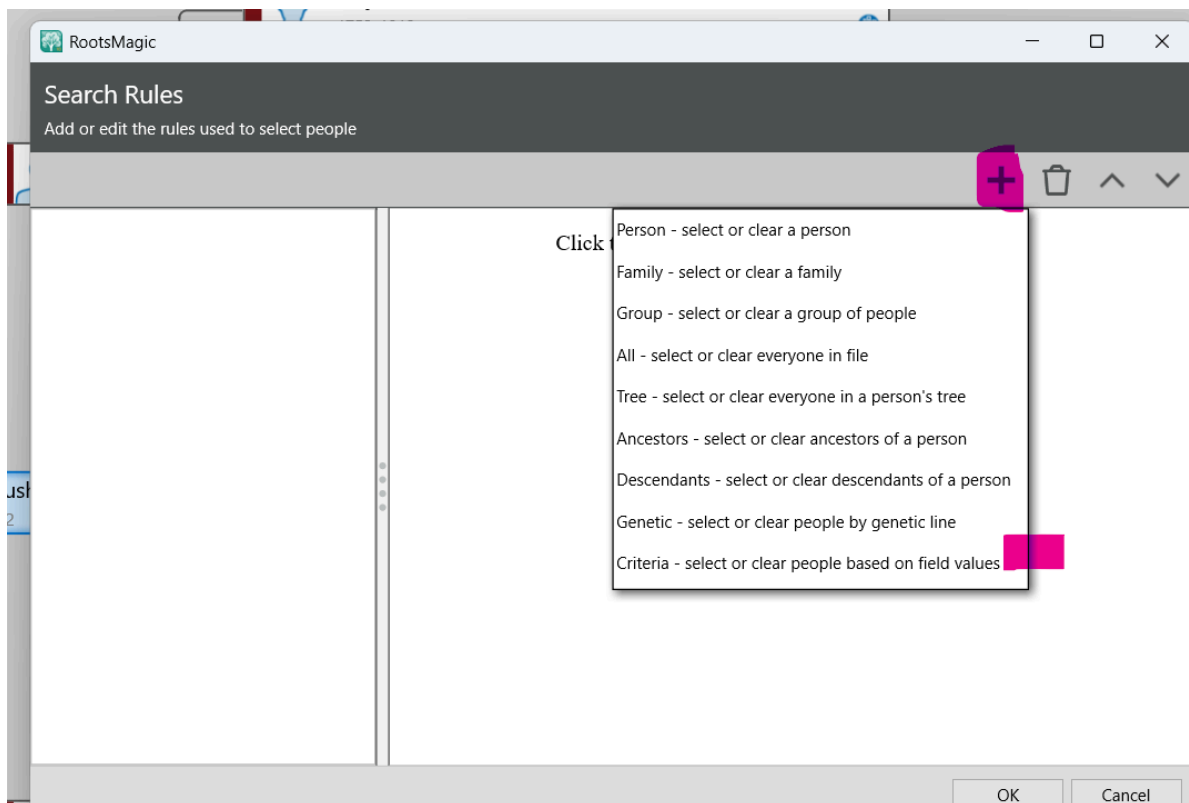 RootsMagic
Search Rules
Add or edit the rules used to select people
Click
Person - select or clear a person
Family - select or clear a family
Group - select or clear a group of people
All - select or clear everyone in file
Tree - select or clear everyone in a person's tree
Ancestors - select or clear ancestors of a person
Descendants - select or clear descendants of a person
Genetic - select or clear people by genetic line
Criteria - select or clear people based on field values
OK Cancel